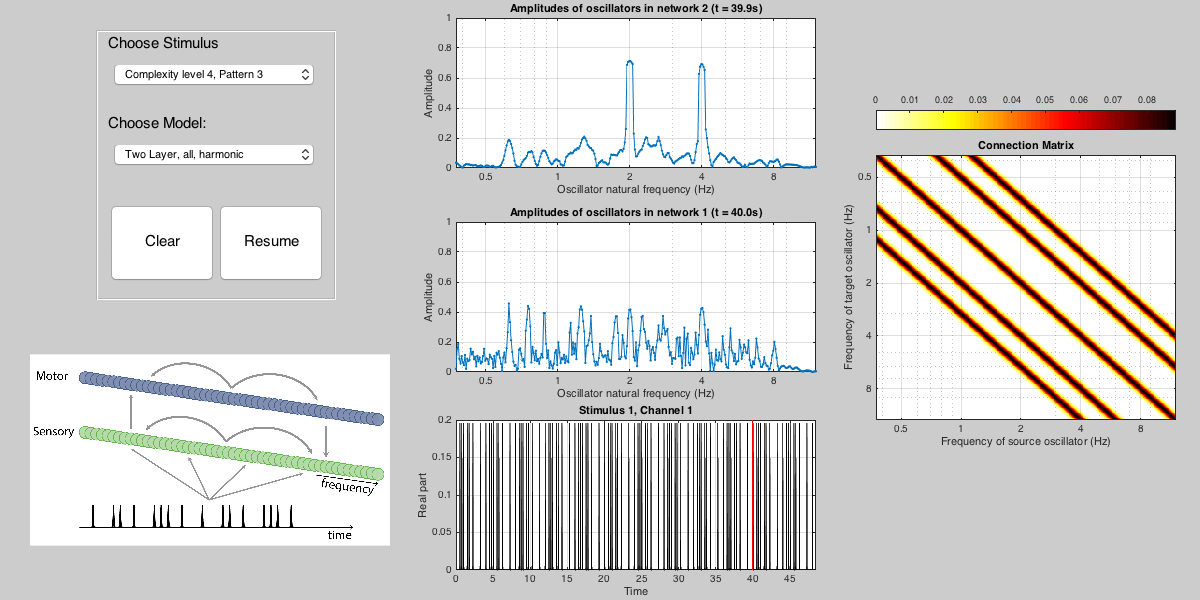 Choose Stimulus
Complexity level 4, Pattern 3
Choose Model:
Two Layer, all, harmonic
Clear
Resume
Motor
Sensory
frequency
time
Amplitudes of oscillators in network 2 (t = 39.9s)
Amplitude
1
0.8
0.6
0.4
0.2
0
0.5
1
2
4
8
Oscillator natural frequency (Hz)
Amplitudes of oscillators in network 1 (t = 40.0s)
Amplitude
1
0.8
0.6
0.4
0.2
0
0.5
1
2
4
8
Oscillator natural frequency (Hz)
Stimulus 1, Channel 1
Real part
0.2
0.15
0.1
0.05
0
0 5 10 15 20 25 30 35 40 45
Time
0 0.01 0.02 0.03 0.04 0.05 0.06 0.07 0.08
Connection Matrix
Frequency of target oscillator (Hz)
0.5
1
2
4
8
0.5 1 2 4 8
Frequency of source oscillator (Hz)